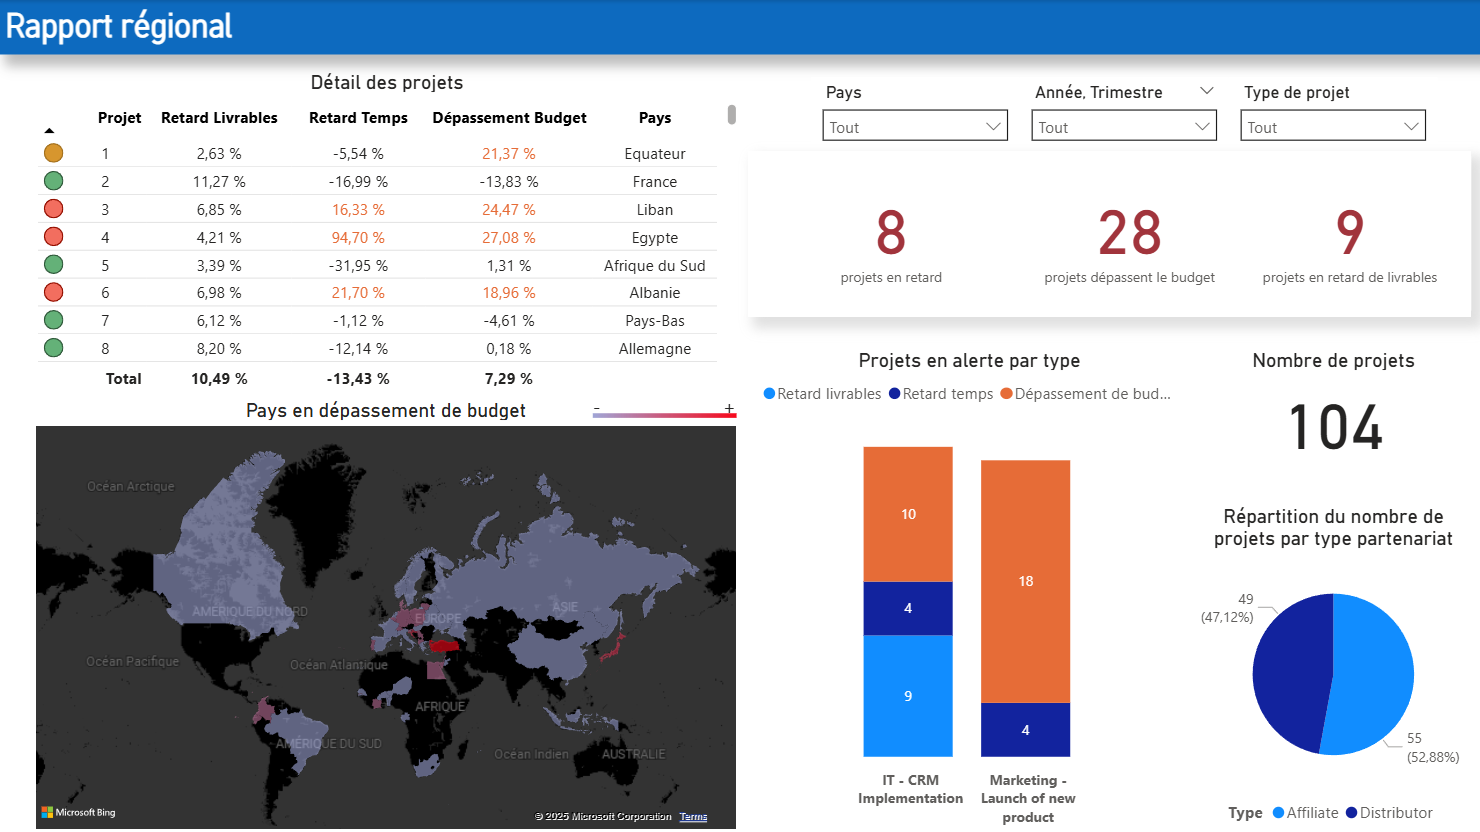 Rapport régional
Détail des projets
Projet Retard Livrables Retard Temps Dépassement Budget Pays
1 2,63 % -5,54 % 21,37 % Equateur
2 11,27 % -16,99 % -13,83 % France
3 6,85 % 16,33 % 24,47 % Liban
4 4,21 % 94,70 % 27,08 % Egypte
5 3,39 % -31,95 % 1,31 % Afrique du Sud
6 6,98 % 21,70 % 18,96 % Albanie
7 6,12 % -1,12 % -4,61 % Pays-Bas
8 8,20 % -12,14 % 0,18 % Allemagne
Total 10,49 % -13,43 % 7,29 %
Pays Année, Trimestre Type de projet
Tout Tout Tout
8 28 9
projets en retard projets dépassent le budget projets en retard de livrables
Pays en dépassement de budget - +
Océan Arctique
AMÉRIQUE DU NORD
EUROPE
ASIE
Océan Pacifique
Océan Atlantique
AFRIQUE
AMÉRIQUE DU SUD
Océan Indien
AUSTRALIE
Microsoft Bing
© 2025 Microsoft Corporation Terms
Projets en alerte par type
Retard livrables Retard temps Dépassement de bud...
10
4
9
18
4
IT - CRM
Implementation
Marketing -
Launch of new
product
Nombre de projets
104
Répartition du nombre de
projets par type partenariat
49
(47,12%)
55
(52,88%)
Type Affiliate Distributor